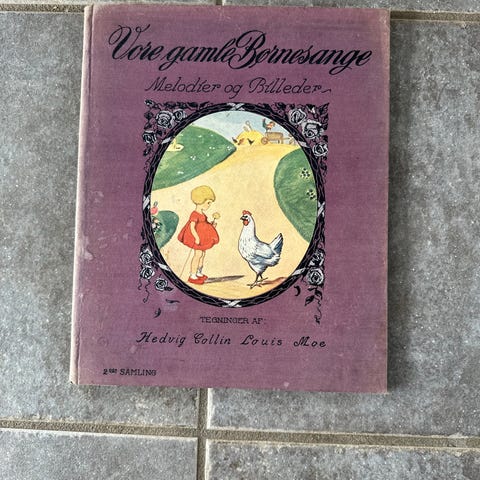 Vore gamle Børnesange
Melodier og Billeder
TEGNINGER AF:
Hedvig Collin Louis Moe
2DEN SAMLING